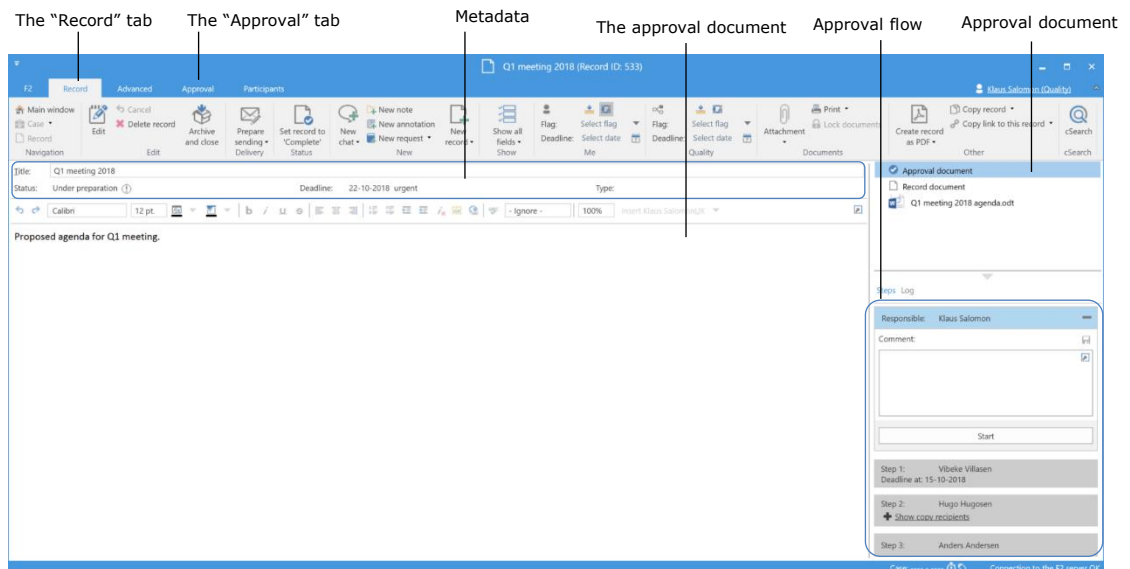 The “Record” tab The “Approval” tab Metadata The approval document Approval flow Approval document
Q1 meeting 2018 (Record ID: 533)
F2 Record Advanced Approval Participants Klaus Salomon (Quality)
Main window
Case
Record
Navigation
Edit
Cancel
Delete record
Archive and close
Edit
Prepare sending
Delivery
Set record to 'Complete'
Status
New chat
New note
New annotation
New request
New record
New
Show all fields
Show
Flag: Select flag
Deadline: Select date
Me
Flag: Select flag
Deadline: Select date
Quality
Attachment
Print
Lock documents
Documents
Create record as PDF
Copy record
Copy link to this record
Other
cSearch
cSearch
Title: Q1 meeting 2018
Status: Under preparation Deadline: 22-10-2018 urgent Type:
Calibri 12 pt. b / u s - Ignore - 100%
Proposed agenda for Q1 meeting.
Approval document
Record document
Q1 meeting 2018 agenda.odt
Steps Log
Responsible: Klaus Salomon
Comment:
Start
Step 1: Vibeke Villasen
Deadline at: 15-10-2018
Step 2: Hugo Hugosen
Show copy recipients
Step 3: Anders Andersen
Case: Connection to the F2 server OK